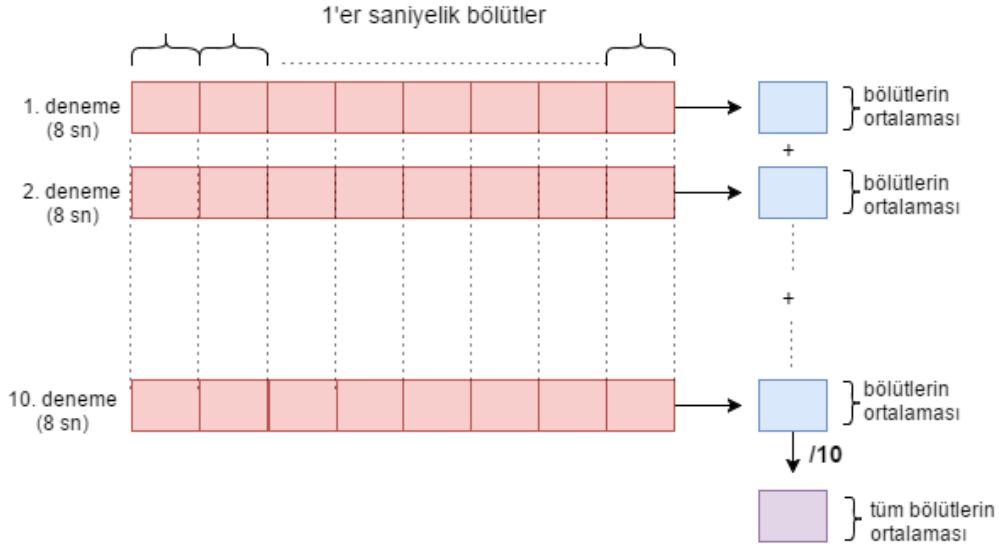 1'er saniyelik bölütler
1. deneme
(8 sn)
bölütlerin
ortalaması
+
2. deneme
(8 sn)
bölütlerin
ortalaması
+
10. deneme
(8 sn)
bölütlerin
ortalaması
/10
tüm bölütlerin
ortalaması